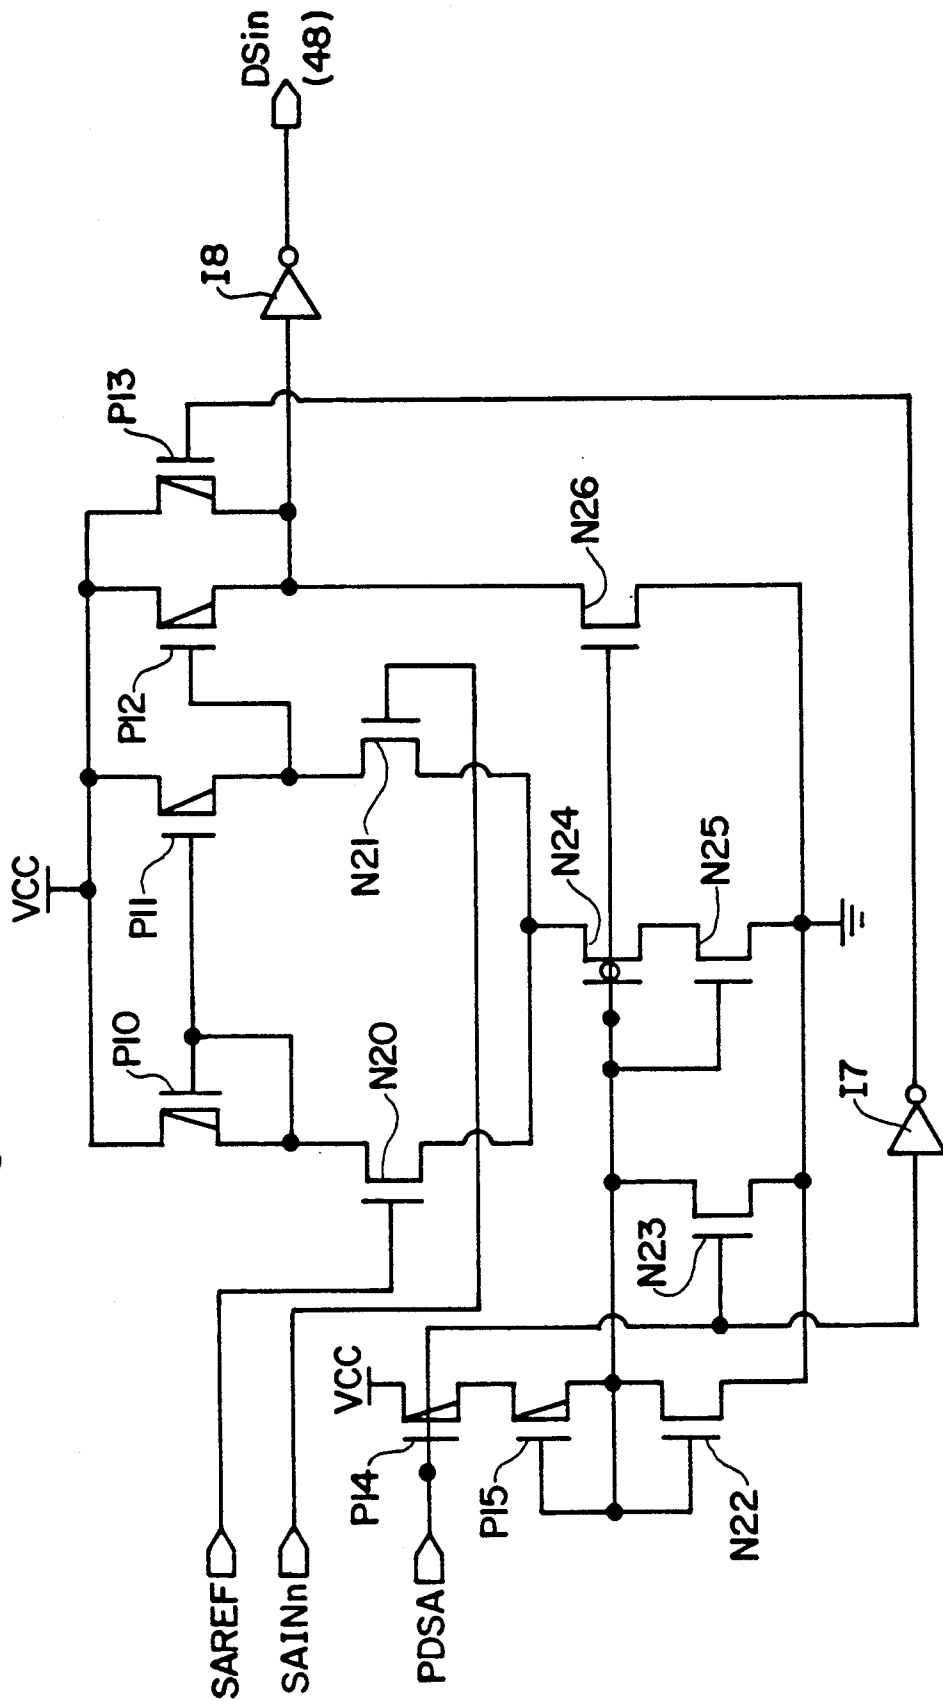 DSin
(48)
I8
P13
P12
VCC
P11
P10
N26
N21
N20
N24
N25
N23
I7
VCC
P14
P15
N22
SAREF
SAINn
PDSA